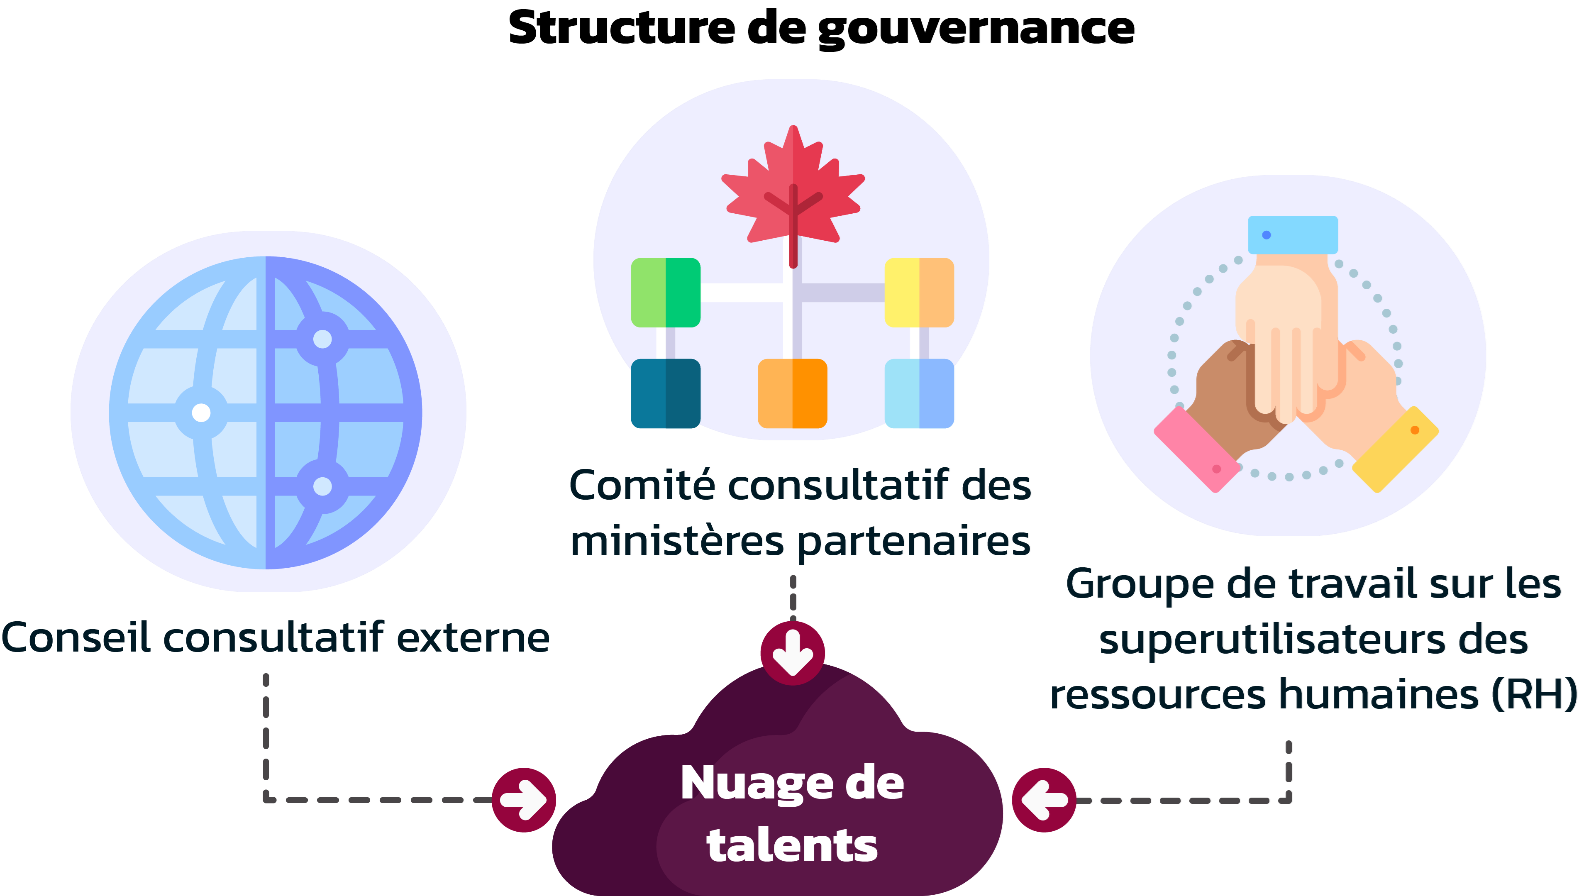 Structure de gouvernance
Conseil consultatif externe
Comité consultatif des
ministères partenaires
Groupe de travail sur les
superutilisateurs des
ressources humaines (RH)
Nuage de
talents